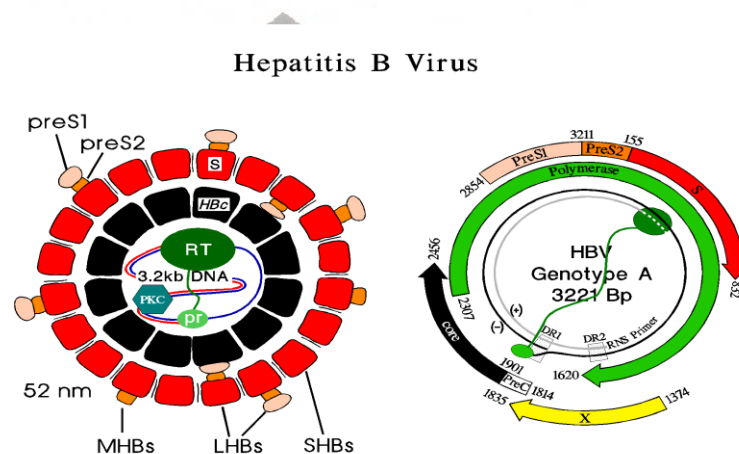 Hepatitis B Virus
preS1
preS2
S
HBc
RT
3.2kb DNA
PKC
pr
52 nm
MHBs
LHBs
SHBs
3211
155
PreS1
PreS2
2854
Polymerase
S
2456
HBV
Genotype A
3221 Bp
832
2307
core
(+)
(-)
DR1
DR2
RNS Primer
1901
1620
PreC
1814
1835
1374
X